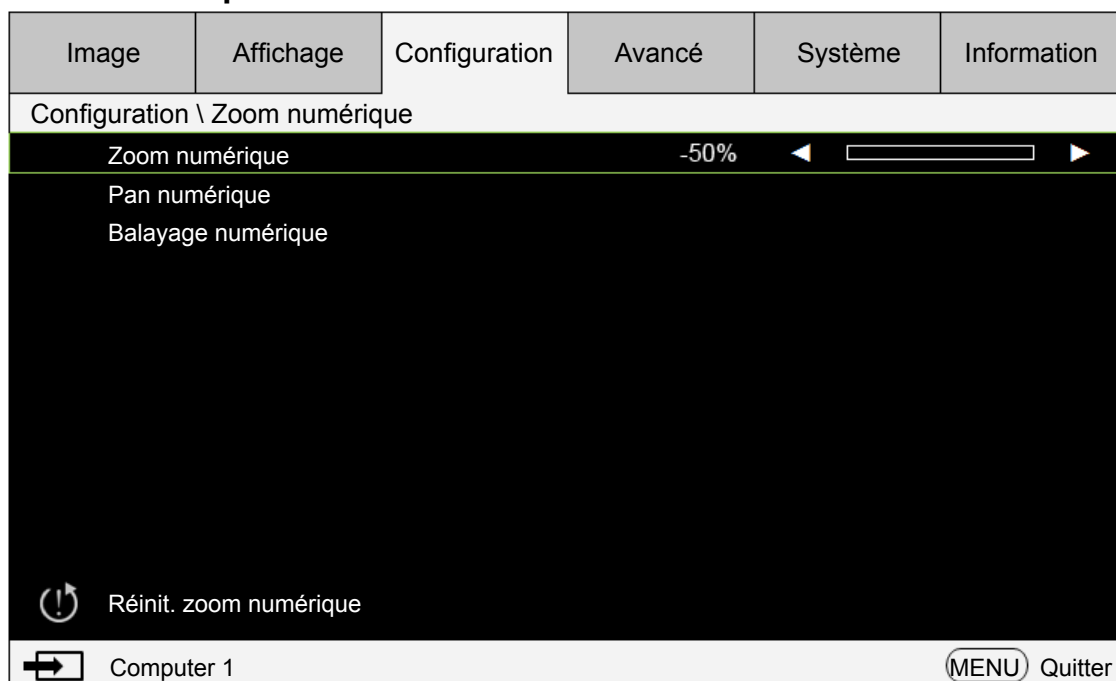 Image Affichage Configuration Avancé Système Information
Configuration \ Zoom numérique
Zoom numérique -50%
Pan numérique
Balayage numérique
Réinit. zoom numérique
Computer 1 MENU Quitter